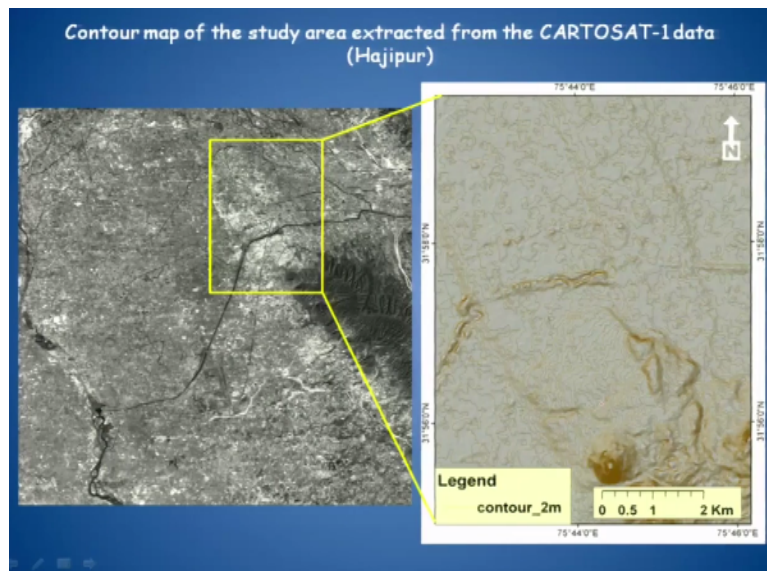 Contour map of the study area extracted from the CARTOSAT-1 data
(Hajipur)
75°44'0"E
75°46'0"E
N
31°58'0"N
31°58'0"N
31°56'0"N
31°56'0"N
Legend
contour_2m
0 0.5 1 2 Km
75°44'0"E
75°46'0"E